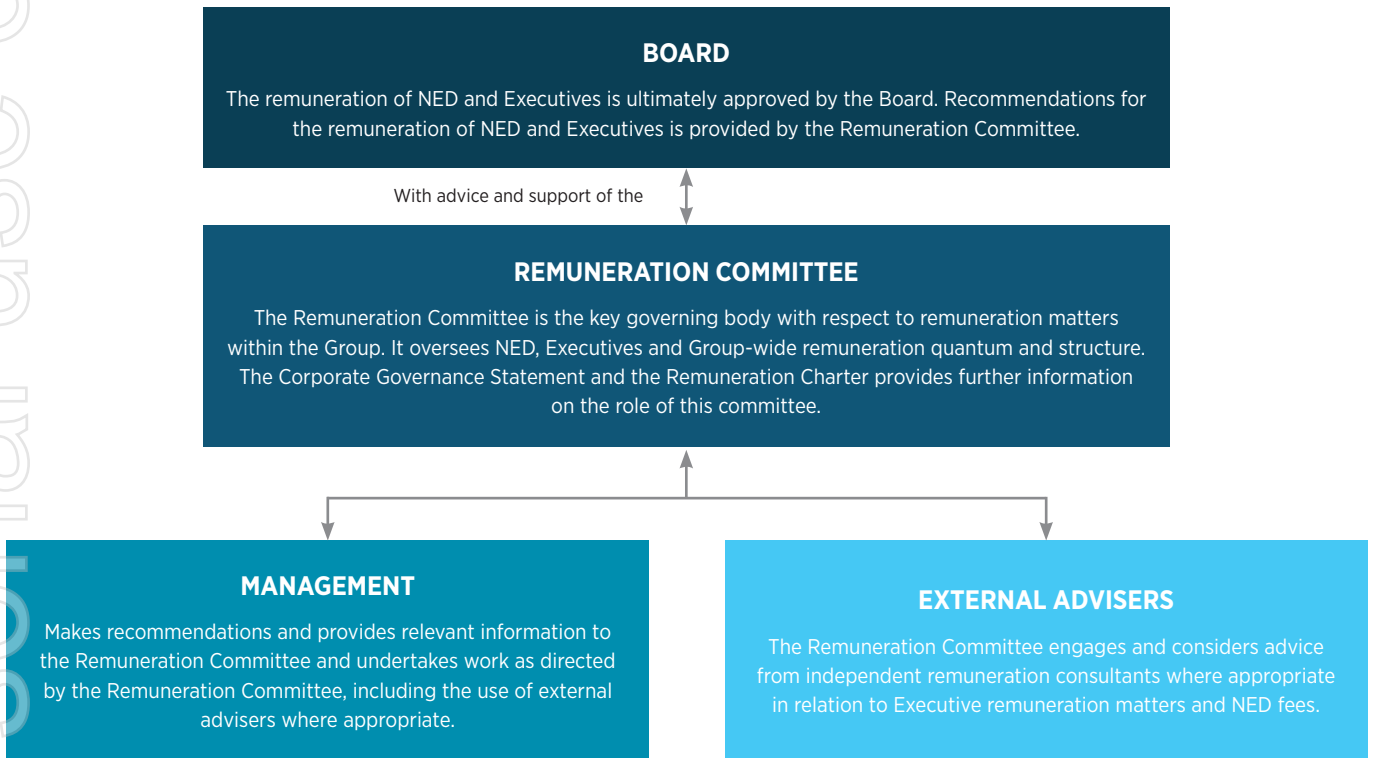 BOARD
The remuneration of NED and Executives is ultimately approved by the Board. Recommendations for
the remuneration of NED and Executives is provided by the Remuneration Committee.
With advice and support of the
REMUNERATION COMMITTEE
The Remuneration Committee is the key governing body with respect to remuneration matters
within the Group. It oversees NED, Executives and Group-wide remuneration quantum and structure.
The Corporate Governance Statement and the Remuneration Charter provides further information
on the role of this committee.
MANAGEMENT
Makes recommendations and provides relevant information to
the Remuneration Committee and undertakes work as directed
by the Remuneration Committee, including the use of external
advisers where appropriate.
EXTERNAL ADVISERS
The Remuneration Committee engages and considers advice
from independent remuneration consultants where appropriate
in relation to Executive remuneration matters and NED fees.